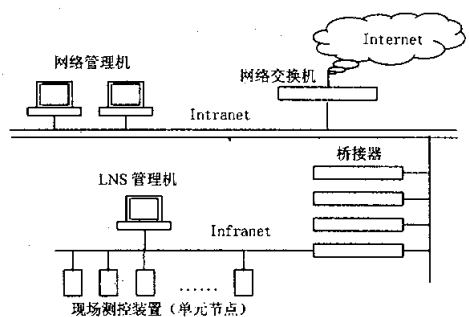 Internet
网络管理机
网络交换机
Intranet
桥接器
LNS 管理机
Infranet
……
现场测控装置（单元节点）